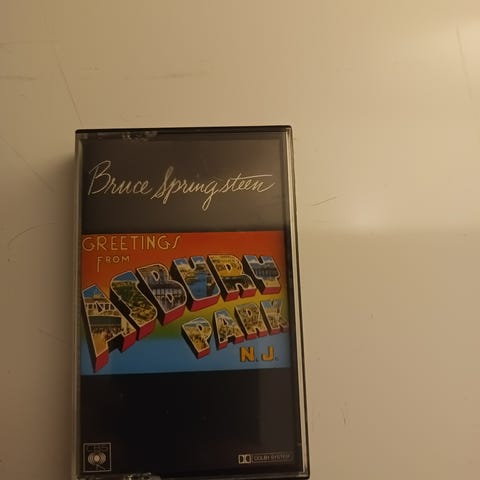 Bruce Springsteen
GREETINGS
FROM
ASBURY
PARK
N.J.
CBS
DOLBY SYSTEM